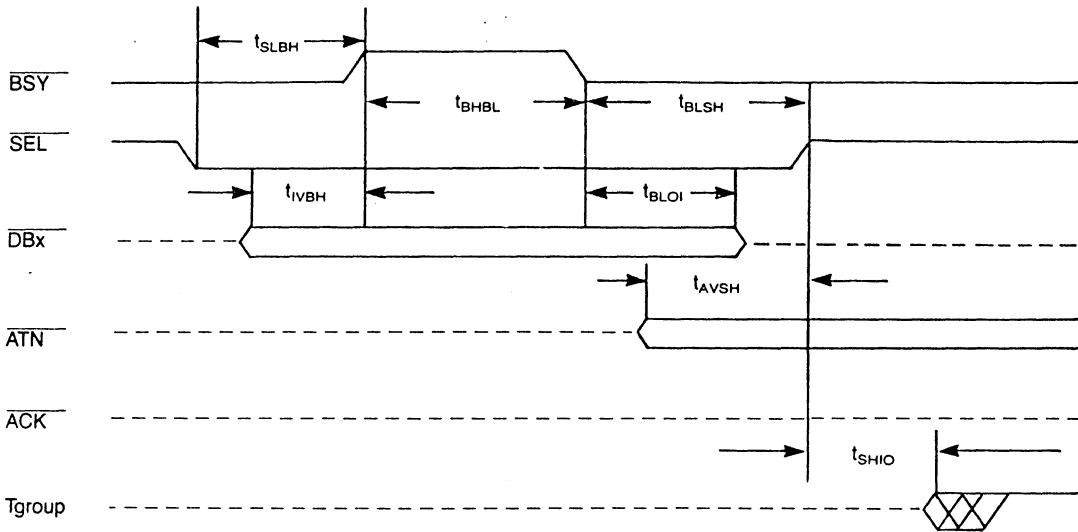 tSLBH
BSY
tBHBL
tBLSH
SEL
tIVBH
tBLOI
DBx
tAVSH
ATN
ACK
tSHIO
Tgroup